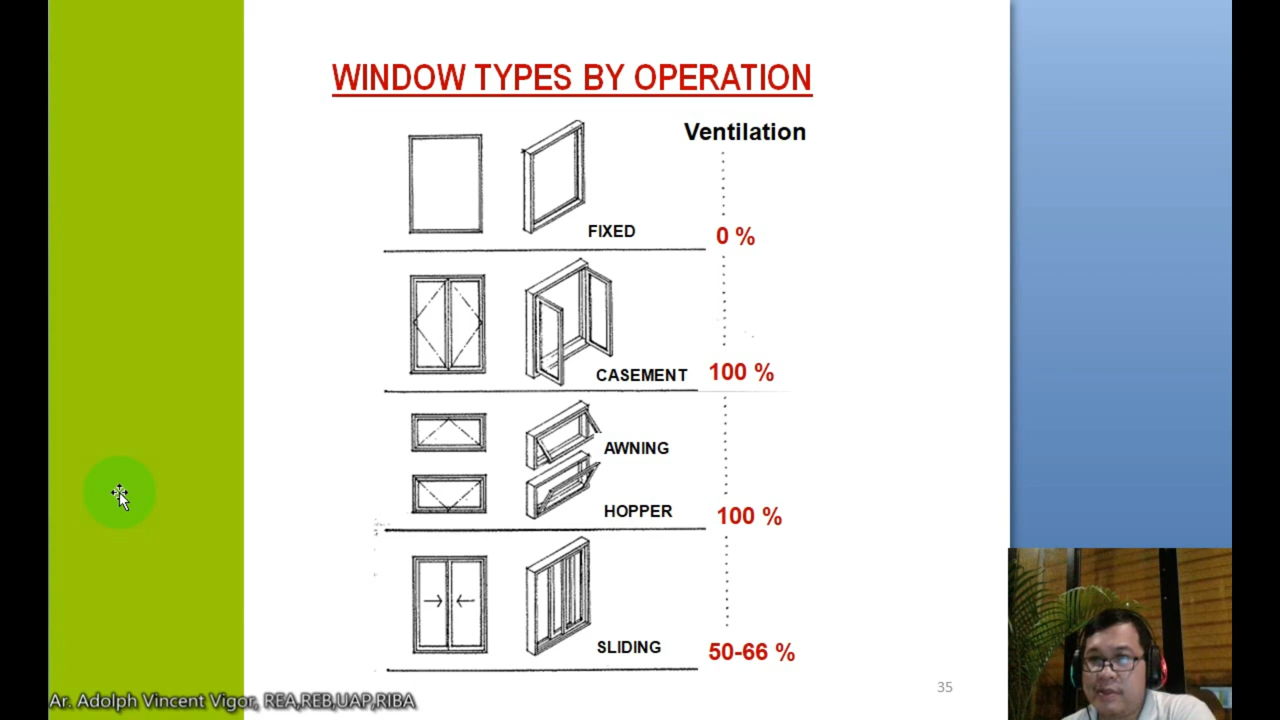 WINDOW TYPES BY OPERATION
Ventilation
FIXED
0 %
CASEMENT
100 %
AWNING
HOPPER
100 %
SLIDING
50-66 %
35
Ar. Adolph Vincent Vigor, REA,REB,UAP,RIBA